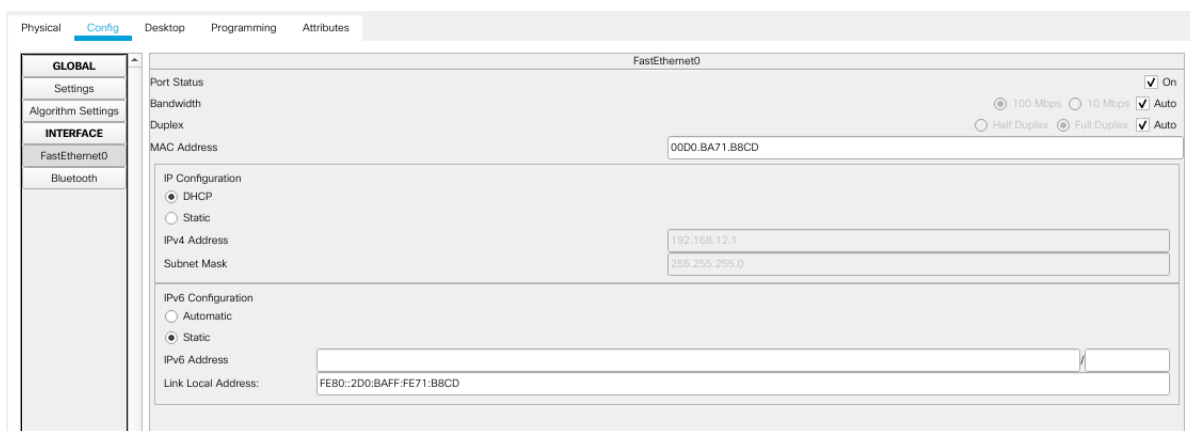 Physical Config Desktop Programming Attributes
GLOBAL
Settings
Algorithm Settings
INTERFACE
FastEthernet0
Bluetooth
FastEthernet0
Port Status On
Bandwidth 100 Mbps 10 Mbps Auto
Duplex Half Duplex Full Duplex Auto
MAC Address 00D0.BA71.B8CD
IP Configuration
DHCP
Static
IPv4 Address 192.168.12.1
Subnet Mask 255.255.255.0
IPv6 Configuration
Automatic
Static
IPv6 Address /
Link Local Address: FE80::2D0:BAFF:FE71:B8CD